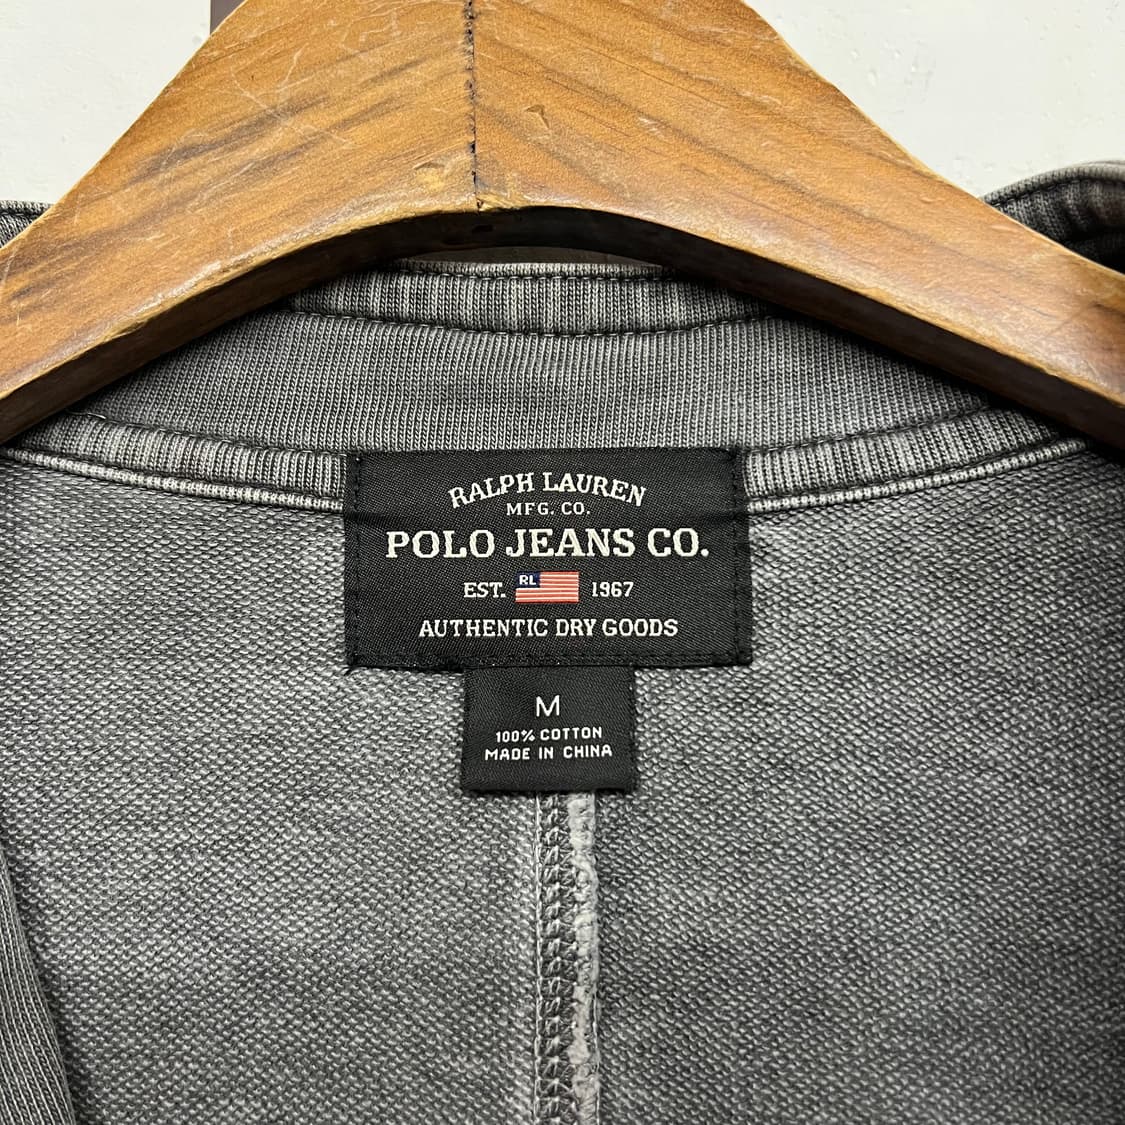 RALPH LAUREN
MFG. CO.
POLO JEANS CO.
EST. RL 1967
AUTHENTIC DRY GOODS
M
100% COTTON
MADE IN CHINA